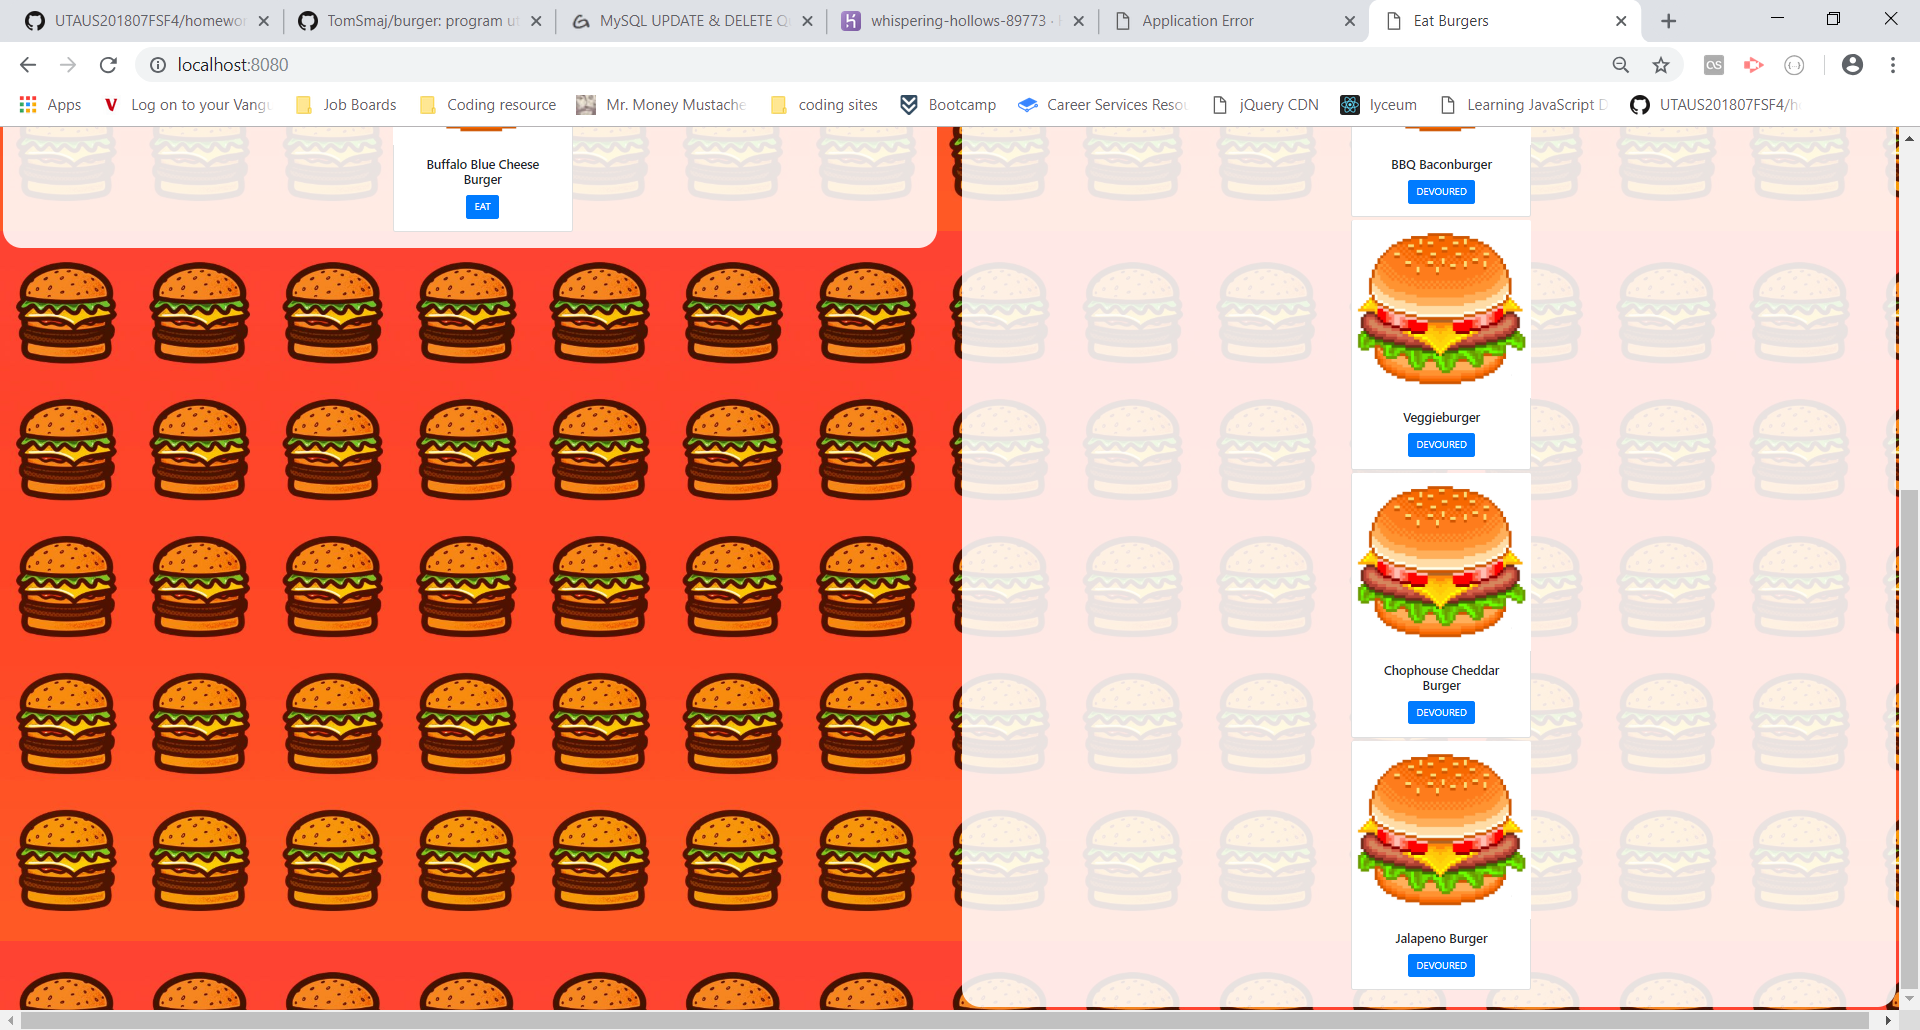 UTAUS201807FSF4/homewor
TomSmaj/burger: program ut
MySQL UPDATE & DELETE Q
whispering-hollows-89773 ·
Application Error
Eat Burgers
localhost:8080
Apps
Log on to your Vangu
Job Boards
Coding resource
Mr. Money Mustache
coding sites
Bootcamp
Career Services Resou
jQuery CDN
lyceum
Learning JavaScript D
UTAUS201807FSF4/h
Buffalo Blue Cheese
Burger
EAT
BBQ Baconburger
DEVOURED
Veggieburger
DEVOURED
Chophouse Cheddar
Burger
DEVOURED
Jalapeno Burger
DEVOURED